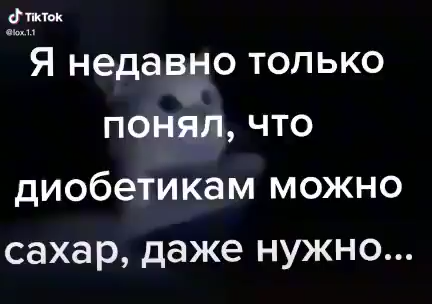 TikTok
@lox.1.1
Я недавно только
понял, что
диобетикам можно
сахар, даже нужно...